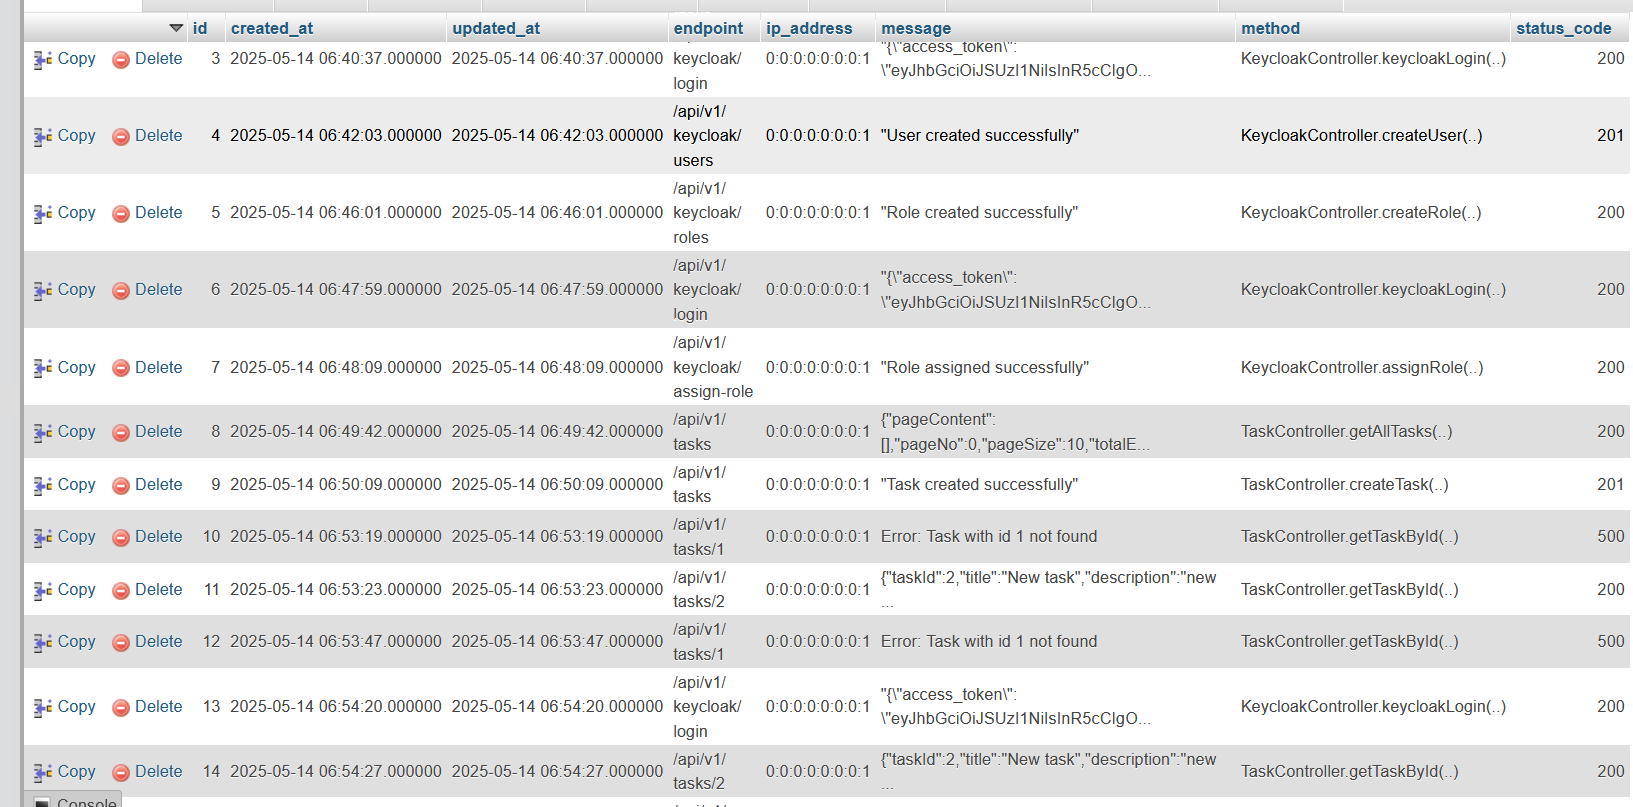 id created_at updated_at endpoint ip_address message method status_code
Copy Delete 3 2025-05-14 06:40:37.000000 2025-05-14 06:40:37.000000 keycloak/ login 0:0:0:0:0:0:0:1 "{\"access_token\": \"eyJhbGciOiJSUzI1NiIsInR5cCIgO... KeycloakController.keycloakLogin(..) 200
Copy Delete 4 2025-05-14 06:42:03.000000 2025-05-14 06:42:03.000000 /api/v1/ keycloak/ users 0:0:0:0:0:0:0:1 "User created successfully" KeycloakController.createUser(..) 201
Copy Delete 5 2025-05-14 06:46:01.000000 2025-05-14 06:46:01.000000 /api/v1/ keycloak/ roles 0:0:0:0:0:0:0:1 "Role created successfully" KeycloakController.createRole(..) 200
Copy Delete 6 2025-05-14 06:47:59.000000 2025-05-14 06:47:59.000000 /api/v1/ keycloak/ login 0:0:0:0:0:0:0:1 "{\"access_token\": \"eyJhbGciOiJSUzI1NiIsInR5cCIgO... KeycloakController.keycloakLogin(..) 200
Copy Delete 7 2025-05-14 06:48:09.000000 2025-05-14 06:48:09.000000 /api/v1/ keycloak/ assign-role 0:0:0:0:0:0:0:1 "Role assigned successfully" KeycloakController.assignRole(..) 200
Copy Delete 8 2025-05-14 06:49:42.000000 2025-05-14 06:49:42.000000 /api/v1/ tasks 0:0:0:0:0:0:0:1 {"pageContent": [],"pageNo":0,"pageSize":10,"totalE... TaskController.getAllTasks(..) 200
Copy Delete 9 2025-05-14 06:50:09.000000 2025-05-14 06:50:09.000000 /api/v1/ tasks 0:0:0:0:0:0:0:1 "Task created successfully" TaskController.createTask(..) 201
Copy Delete 10 2025-05-14 06:53:19.000000 2025-05-14 06:53:19.000000 /api/v1/ tasks/1 0:0:0:0:0:0:0:1 Error: Task with id 1 not found TaskController.getTaskById(..) 500
Copy Delete 11 2025-05-14 06:53:23.000000 2025-05-14 06:53:23.000000 /api/v1/ tasks/2 0:0:0:0:0:0:0:1 {"taskId":2,"title":"New task","description":"new ... TaskController.getTaskById(..) 200
Copy Delete 12 2025-05-14 06:53:47.000000 2025-05-14 06:53:47.000000 /api/v1/ tasks/1 0:0:0:0:0:0:0:1 Error: Task with id 1 not found TaskController.getTaskById(..) 500
Copy Delete 13 2025-05-14 06:54:20.000000 2025-05-14 06:54:20.000000 /api/v1/ keycloak/ login 0:0:0:0:0:0:0:1 "{\"access_token\": \"eyJhbGciOiJSUzI1NiIsInR5cCIgO... KeycloakController.keycloakLogin(..) 200
Copy Delete 14 2025-05-14 06:54:27.000000 2025-05-14 06:54:27.000000 /api/v1/ tasks/2 0:0:0:0:0:0:0:1 {"taskId":2,"title":"New task","description":"new ... TaskController.getTaskById(..) 200
Console